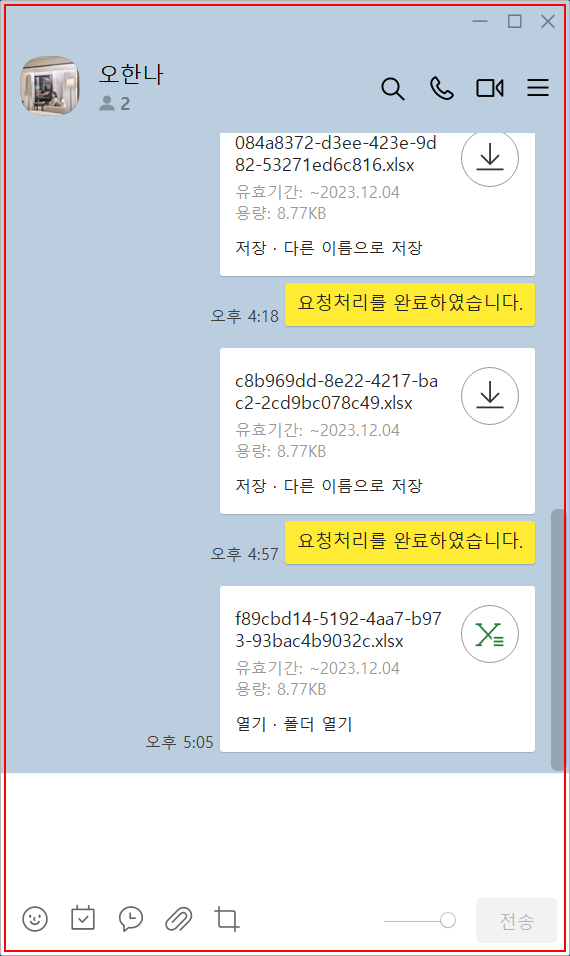 오한나
2
084a8372-d3ee-423e-9d
82-53271ed6c816.xlsx
유효기간: ~2023.12.04
용량: 8.77KB
저장 · 다른 이름으로 저장
오후 4:18 요청처리를 완료하였습니다.
c8b969dd-8e22-4217-ba
c2-2cd9bc078c49.xlsx
유효기간: ~2023.12.04
용량: 8.77KB
저장 · 다른 이름으로 저장
오후 4:57 요청처리를 완료하였습니다.
f89cbd14-5192-4aa7-b97
3-93bac4b9032c.xlsx
유효기간: ~2023.12.04
용량: 8.77KB
열기 · 폴더 열기
오후 5:05
전송